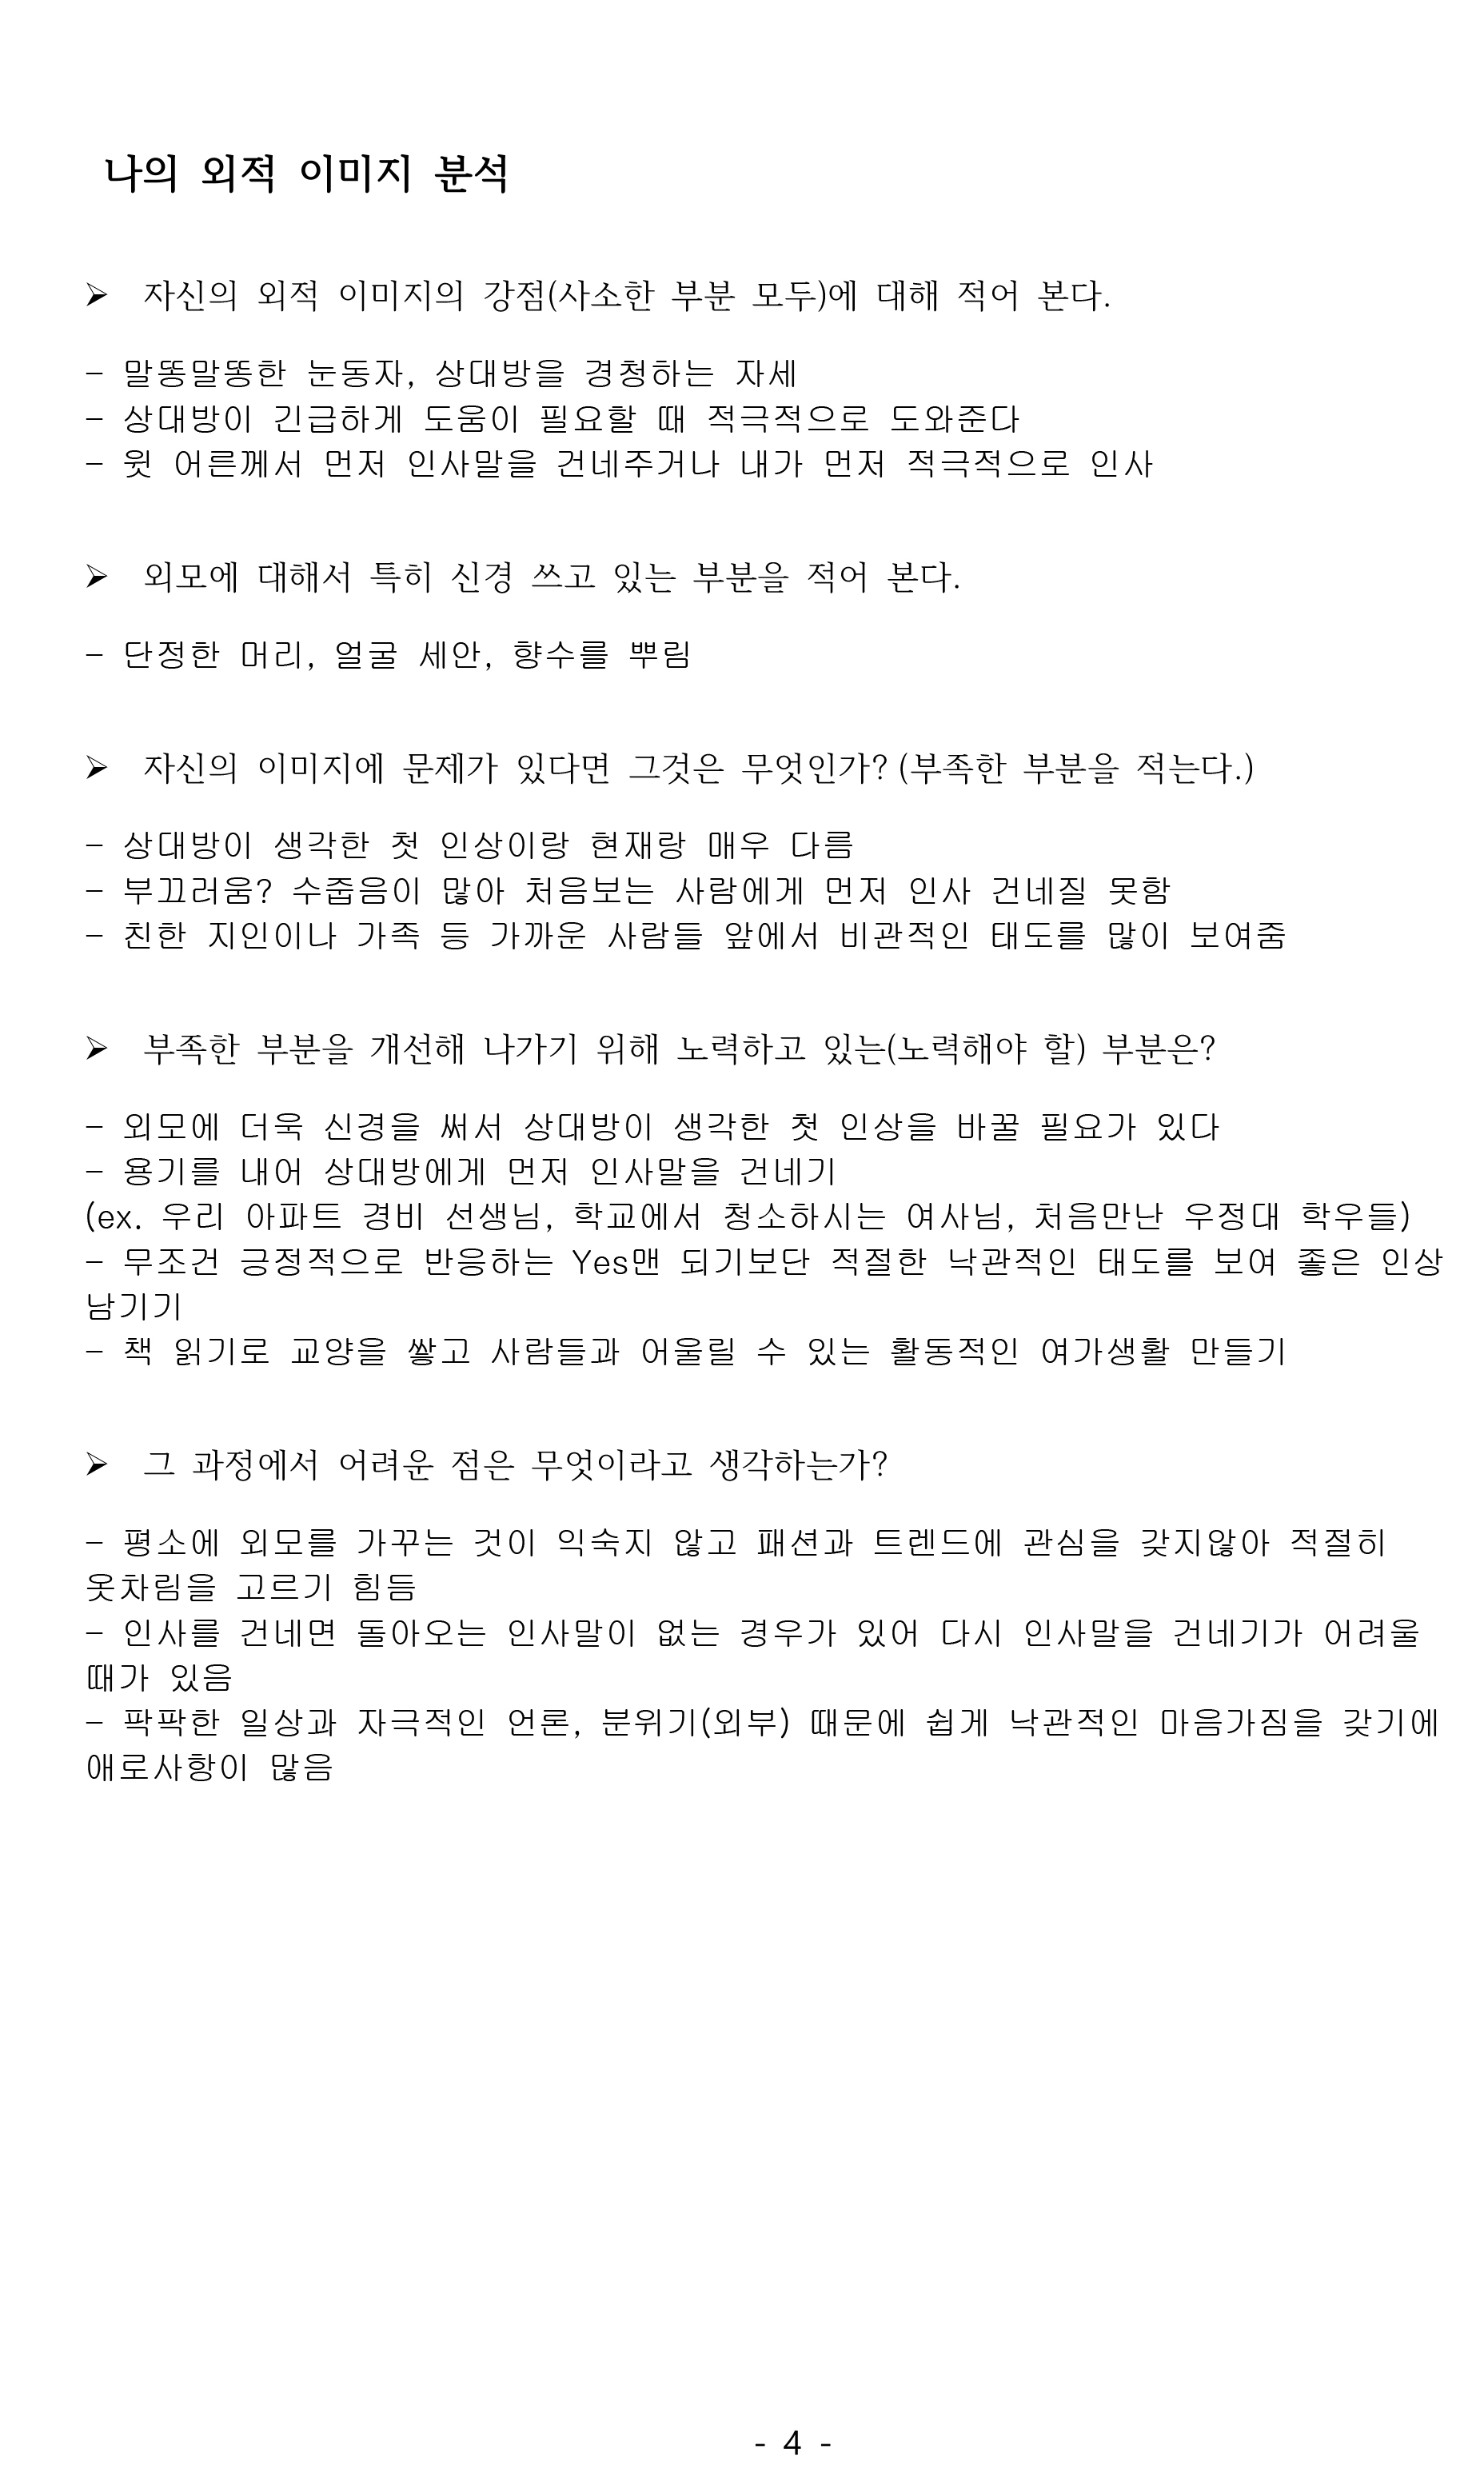 나의 외적 이미지 분석
➢ 자신의 외적 이미지의 강점(사소한 부분 모두)에 대해 적어 본다.
- 말똥말똥한 눈동자, 상대방을 경청하는 자세
- 상대방이 긴급하게 도움이 필요할 때 적극적으로 도와준다
- 윗 어른께서 먼저 인사말을 건네주거나 내가 먼저 적극적으로 인사
➢ 외모에 대해서 특히 신경 쓰고 있는 부분을 적어 본다.
- 단정한 머리, 얼굴 세안, 향수를 뿌림
➢ 자신의 이미지에 문제가 있다면 그것은 무엇인가? (부족한 부분을 적는다.)
- 상대방이 생각한 첫 인상이랑 현재랑 매우 다름
- 부끄러움? 수줍음이 많아 처음보는 사람에게 먼저 인사 건네질 못함
- 친한 지인이나 가족 등 가까운 사람들 앞에서 비관적인 태도를 많이 보여줌
➢ 부족한 부분을 개선해 나가기 위해 노력하고 있는(노력해야 할) 부분은?
- 외모에 더욱 신경을 써서 상대방이 생각한 첫 인상을 바꿀 필요가 있다
- 용기를 내어 상대방에게 먼저 인사말을 건네기
(ex. 우리 아파트 경비 선생님, 학교에서 청소하시는 여사님, 처음만난 우정대 학우들)
- 무조건 긍정적으로 반응하는 Yes맨 되기보단 적절한 낙관적인 태도를 보여 좋은 인상
남기기
- 책 읽기로 교양을 쌓고 사람들과 어울릴 수 있는 활동적인 여가생활 만들기
➢ 그 과정에서 어려운 점은 무엇이라고 생각하는가?
- 평소에 외모를 가꾸는 것이 익숙지 않고 패션과 트렌드에 관심을 갖지않아 적절히
옷차림을 고르기 힘듬
- 인사를 건네면 돌아오는 인사말이 없는 경우가 있어 다시 인사말을 건네기가 어려울
때가 있음
- 팍팍한 일상과 자극적인 언론, 분위기(외부) 때문에 쉽게 낙관적인 마음가짐을 갖기에
애로사항이 많음
- 4 -